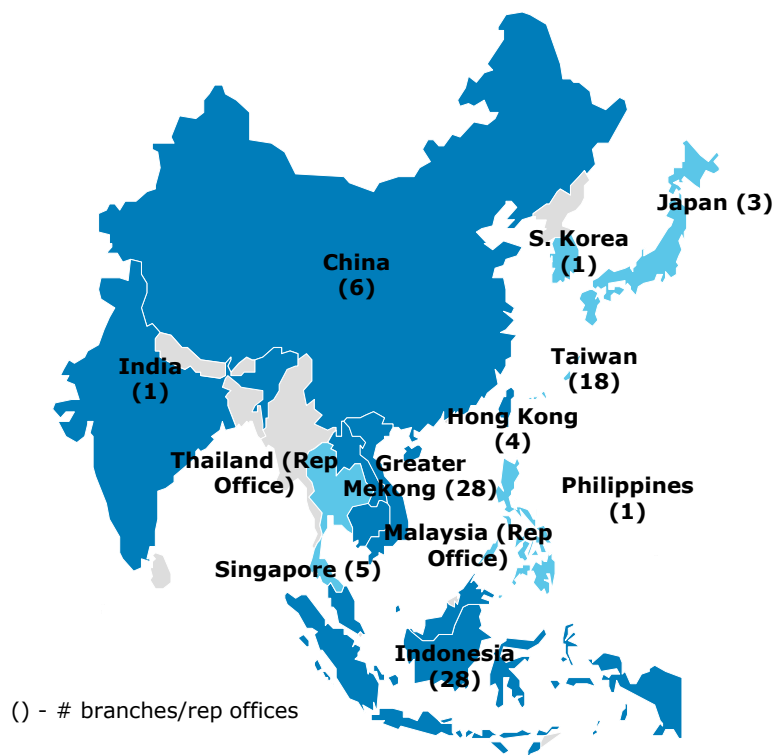 Japan (3)
S. Korea
(1)
China
(6)
Taiwan
(18)
India
(1)
Hong Kong
(4)
Thailand (Rep
Office)
Greater
Mekong (28)
Philippines
(1)
Malaysia (Rep
Office)
Singapore (5)
Indonesia
(28)
() - # branches/rep offices